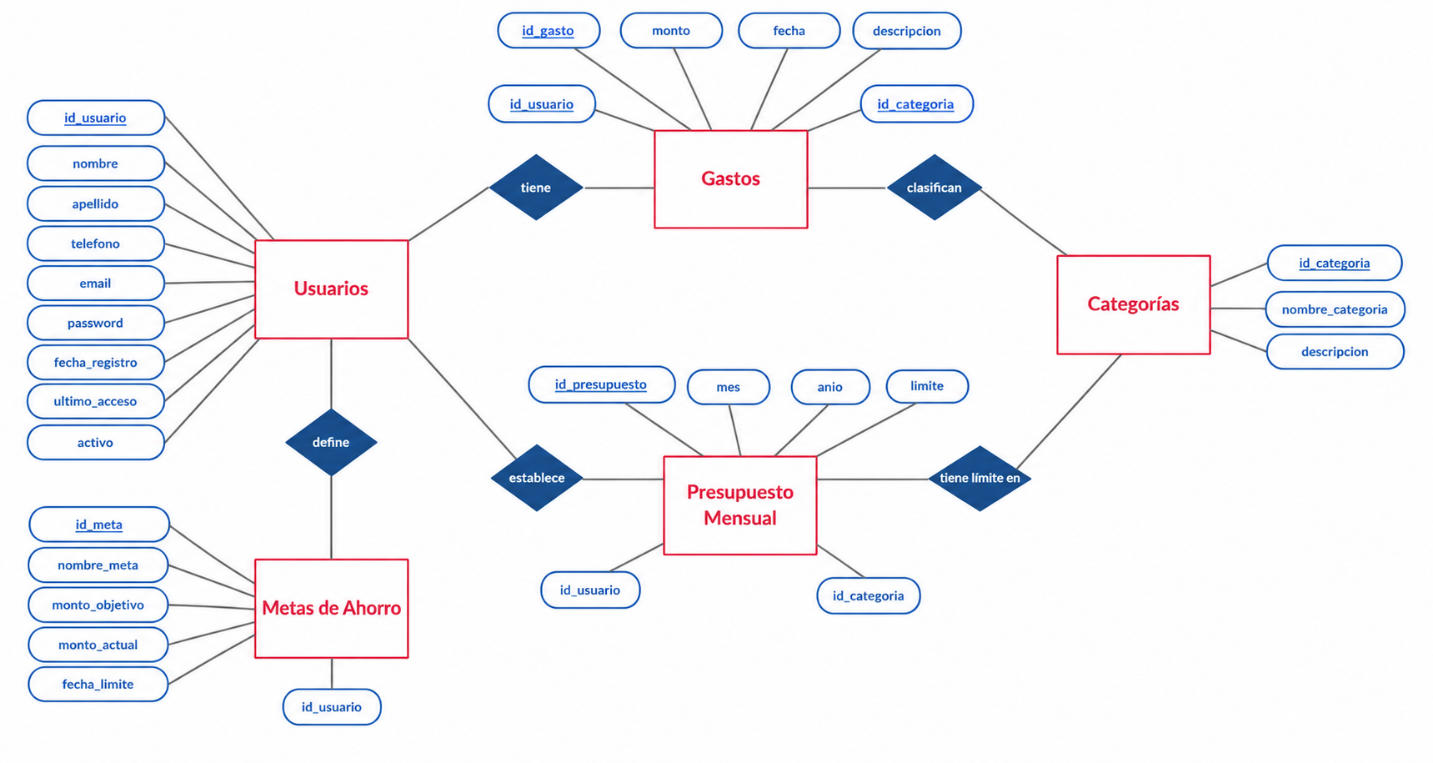 id_gasto
monto
fecha
descripcion
id_usuario
id_categoria
Gastos
tiene
clasifican
id_usuario
nombre
apellido
telefono
email
password
fecha_registro
ultimo_acceso
activo
Usuarios
Categorías
id_categoria
nombre_categoria
descripcion
define
establece
id_presupuesto
mes
anio
limite
Presupuesto
Mensual
tiene límite en
id_usuario
id_categoria
id_meta
nombre_meta
monto_objetivo
monto_actual
fecha_limite
Metas de Ahorro
id_usuario